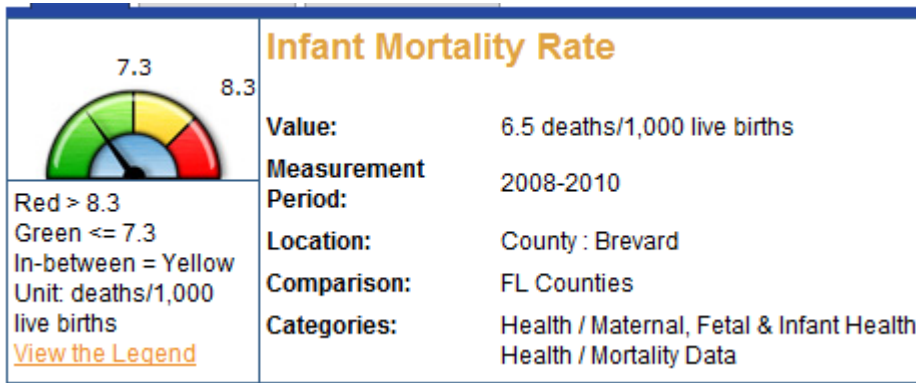 Infant Mortality Rate
7.3
8.3
Value: 6.5 deaths/1,000 live births
Measurement
Period: 2008-2010
Location: County : Brevard
Comparison: FL Counties
Categories: Health / Maternal, Fetal & Infant Health
Health / Mortality Data
Red > 8.3
Green <= 7.3
In-between = Yellow
Unit: deaths/1,000
live births
View the Legend